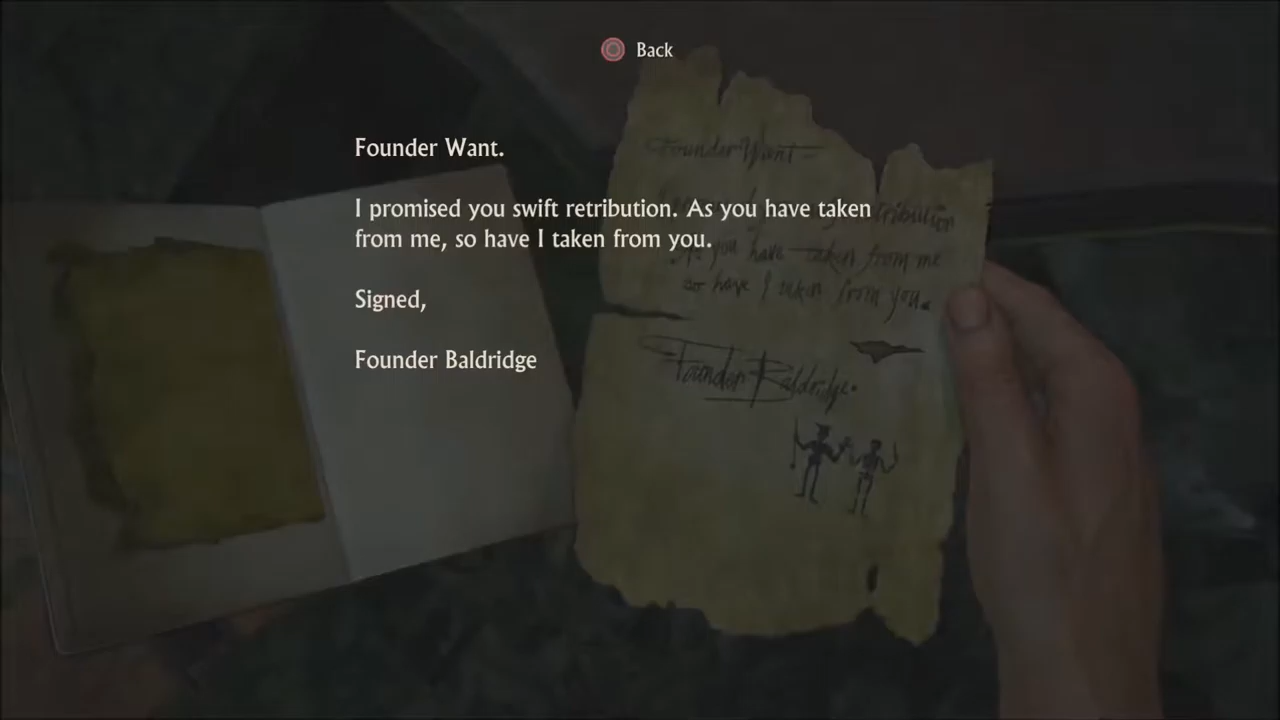 Back
Founder Want.
I promised you swift retribution. As you have taken
from me, so have I taken from you.
Signed,
Founder Baldridge
Founder Want -
tribution
As you have taken from me
so have I taken from you.
Founder Baldridge.